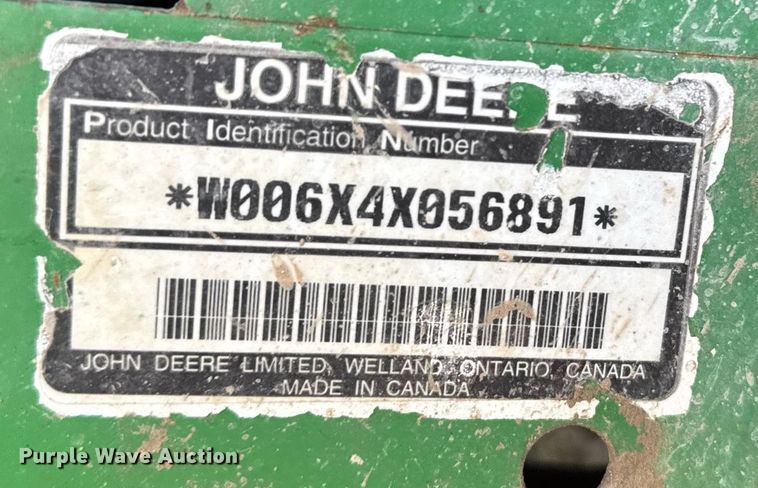 JOHN DEERE
Product Identification Number
*W006X4X056891*
JOHN DEERE LIMITED, WELLAND, ONTARIO, CANADA
MADE IN CANADA
Purple Wave Auction